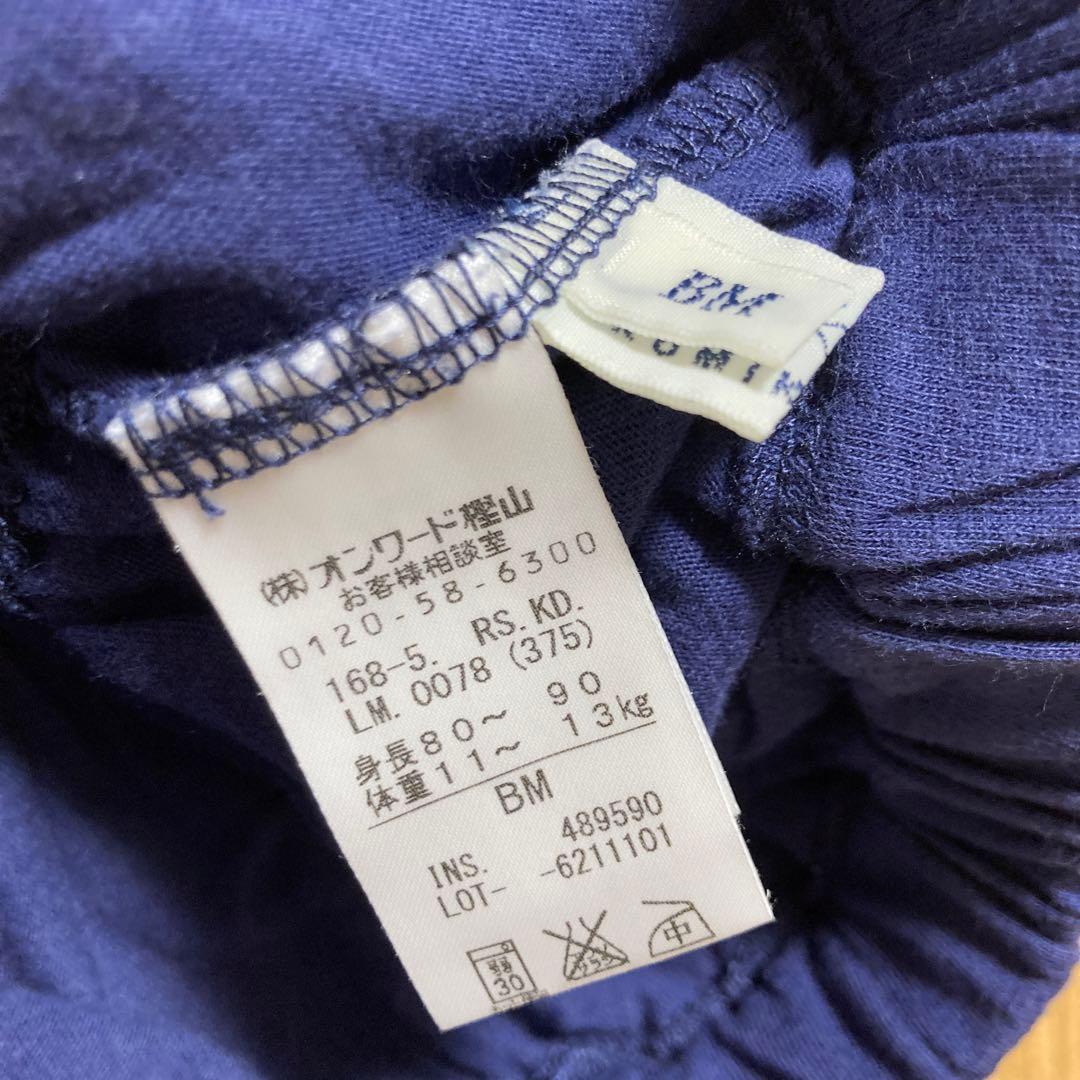 BM
(株)オンワード樫山
お客様相談室
0120-58-6300
168-5. RS.KD.
LM. 0078 (375)
身長80～ 90
体重11～ 13kg
BM
INS. 489590
LOT- -6211101
中
30